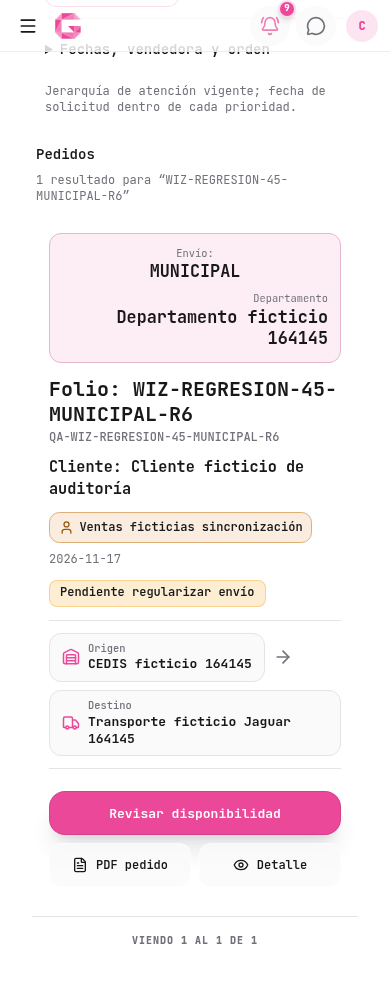 9
C
▶ Fechas, vendedora y orden
Jerarquía de atención vigente; fecha de
solicitud dentro de cada prioridad.
Pedidos
1 resultado para “WIZ-REGRESION-45-
MUNICIPAL-R6”
Envío:
MUNICIPAL
Departamento
Departamento ficticio
164145
Folio: WIZ-REGRESION-45-
MUNICIPAL-R6
QA-WIZ-REGRESION-45-MUNICIPAL-R6
Cliente: Cliente ficticio de
auditoría
Ventas ficticias sincronización
2026-11-17
Pendiente regularizar envío
Origen
CEDIS ficticio 164145
Destino
Transporte ficticio Jaguar
164145
Revisar disponibilidad
PDF pedido
Detalle
VIENDO 1 AL 1 DE 1